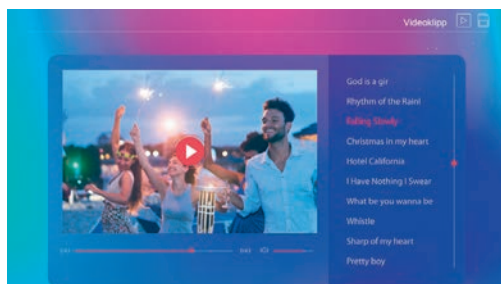 Videoklipp
God is a gir
Rhythm of the Rainl
Falling Slowly
Christmas in my heart
Hotel California
I Have Nothing I Swear
What be you wanna be
Whistle
Sharp of my heart
Pretty boy